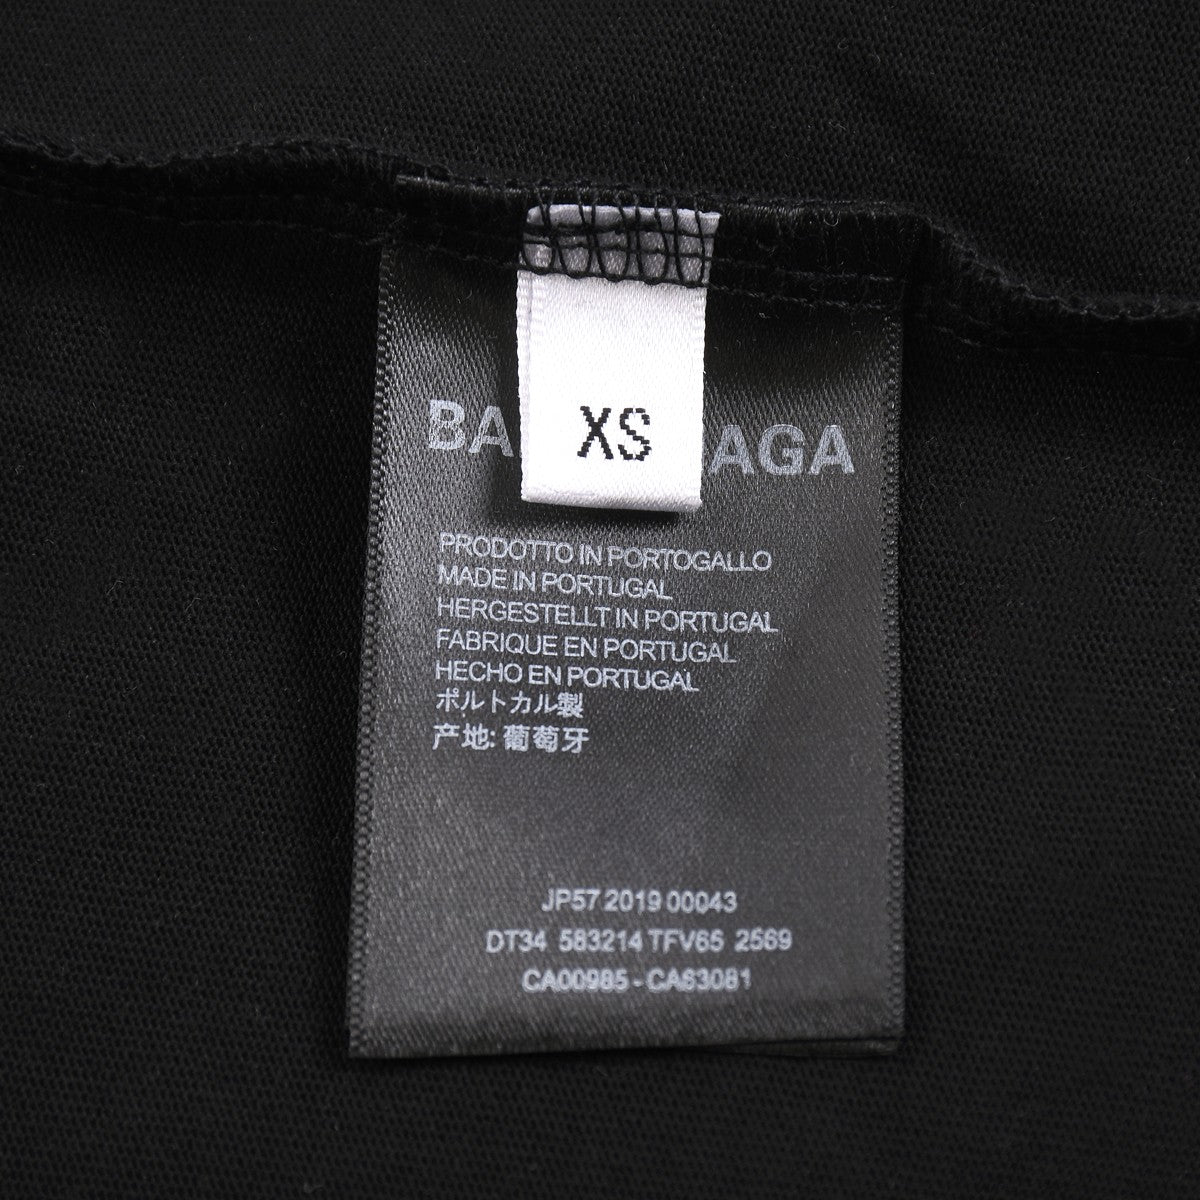 BA AGA
XS
PRODOTTO IN PORTOGALLO
MADE IN PORTUGAL
HERGESTELLT IN PORTUGAL
FABRIQUE EN PORTUGAL
HECHO EN PORTUGAL
ポルトカル製
产地: 葡萄牙
JP57 2019 00043
DT34 583214 TFV65 2569
CA00985 - CA63081